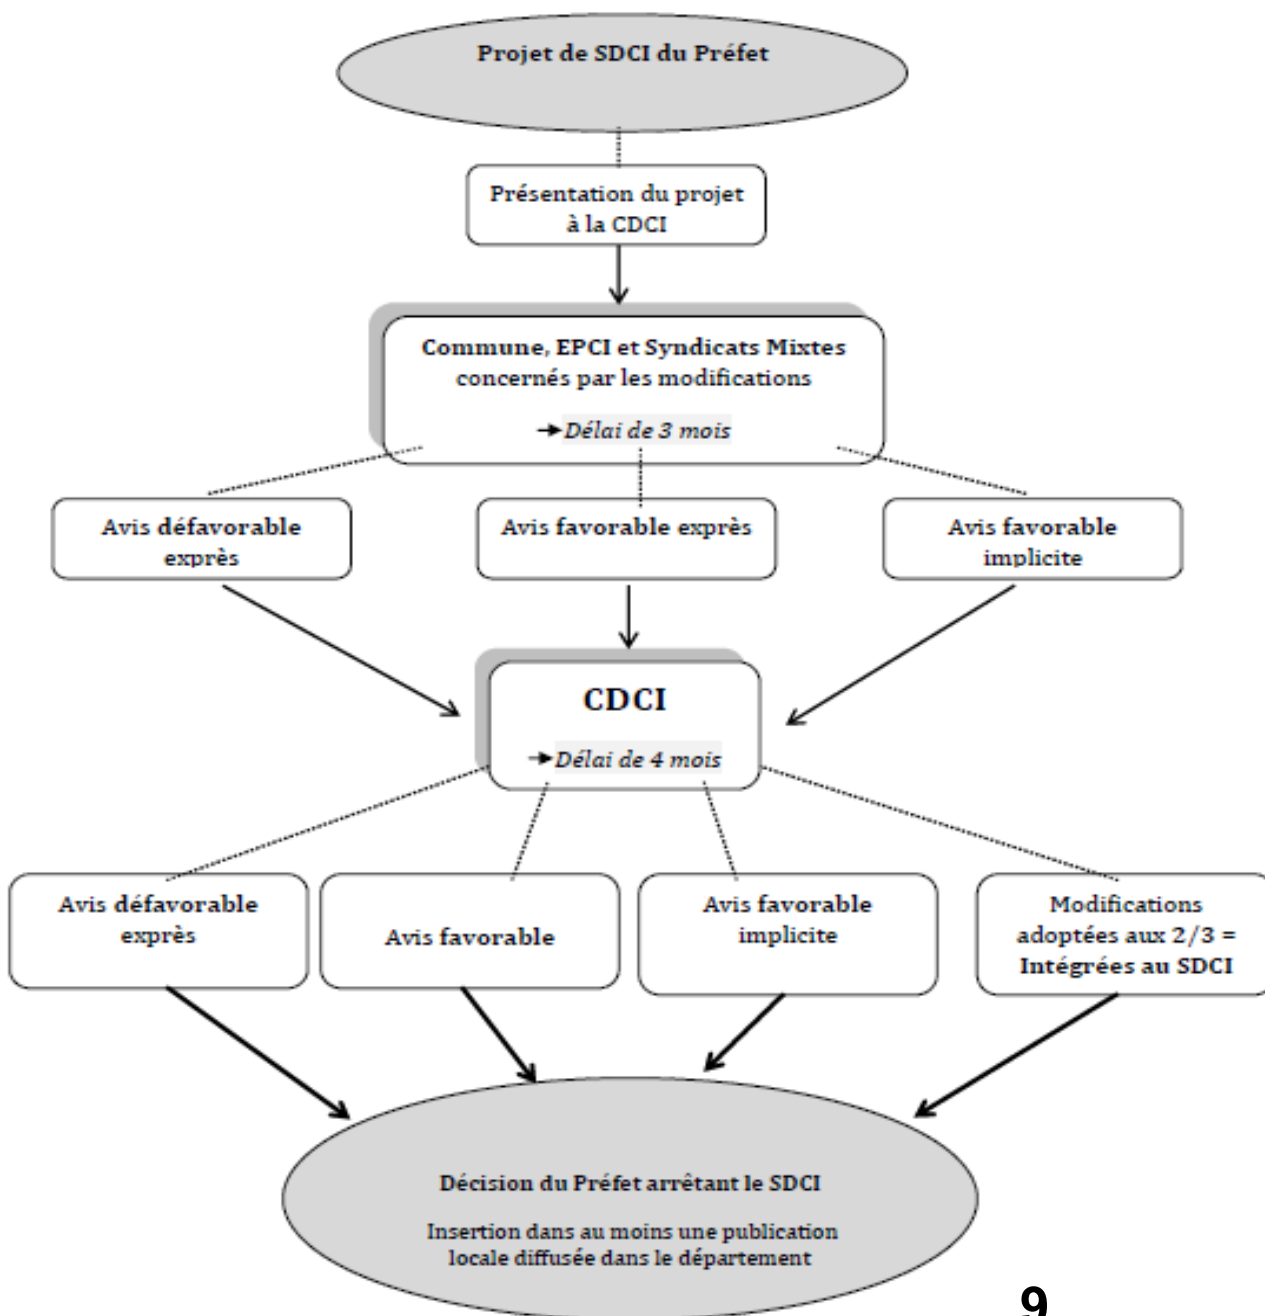 Projet de SDCI du Préfet
Présentation du projet
à la CDCI
Commune, EPCI et Syndicats Mixtes
concernés par les modifications
→Délai de 3 mois
Avis défavorable
exprès
Avis favorable exprès
Avis favorable
implicite
CDCI
→Délai de 4 mois
Avis défavorable
exprès
Avis favorable
Avis favorable
implicite
Modifications
adoptées aux 2/3 =
Intégrées au SDCI
Décision du Préfet arrêtant le SDCI
Insertion dans au moins une publication
locale diffusée dans le département
9